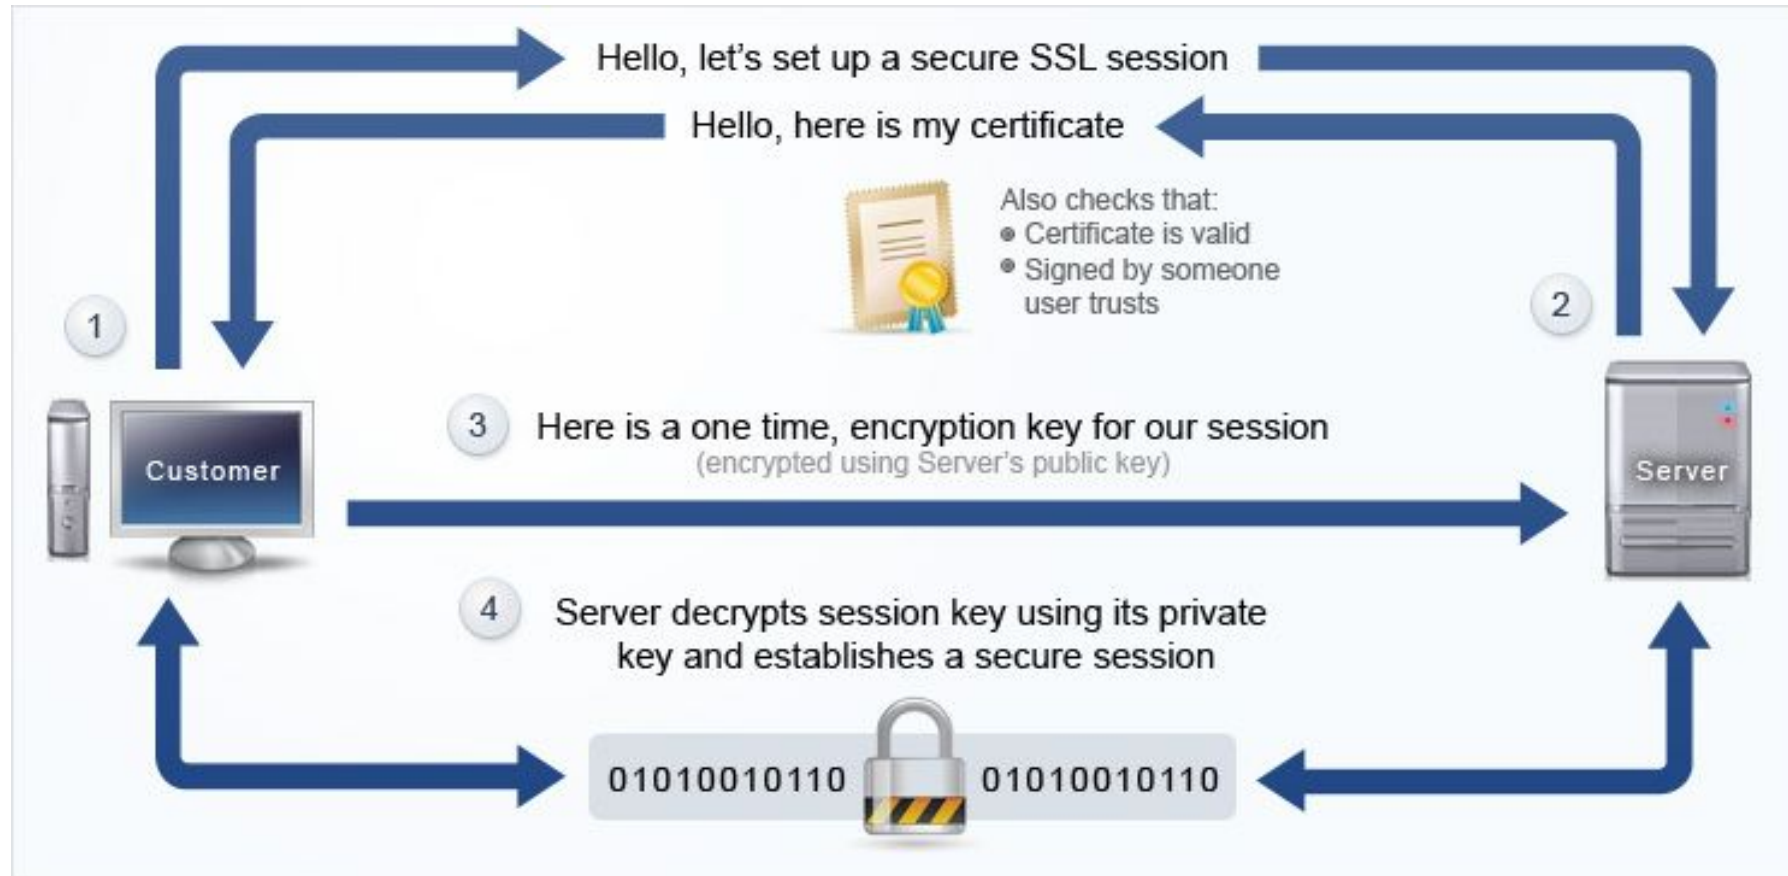 Hello, let's set up a secure SSL session
Hello, here is my certificate
Also checks that:
• Certificate is valid
• Signed by someone
user trusts
1
2
3
Here is a one time, encryption key for our session
(encrypted using Server's public key)
Customer
Server
4
Server decrypts session key using its private
key and establishes a secure session
01010010110
01010010110